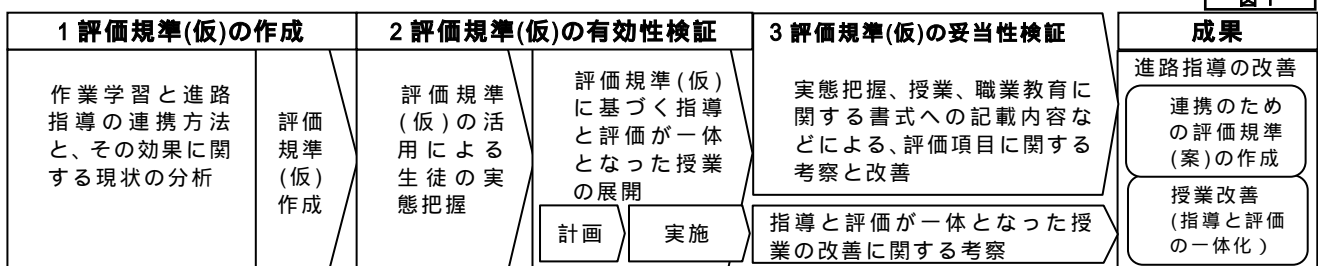 図1
1 評価規準(仮)の作成
作業学習と進路
指導の連携方法
と、その効果に関
する現状の分析
評価
規準
(仮)
作成
2 評価規準(仮)の有効性検証
評価規準
(仮)の活
用による
生徒の実
態把握
評価規準(仮)
に基づく指導
と評価が一体
となった授業
の展開
計画
実施
3 評価規準(仮)の妥当性検証
実態把握、授業、職業教育に
関する書式への記載内容な
どによる、評価項目に関する
考察と改善
指導と評価が一体となった授
業の改善に関する考察
成果
進路指導の改善
連携のため
の評価規準
(案)の作成
授業改善
(指導と評価
の一体化)